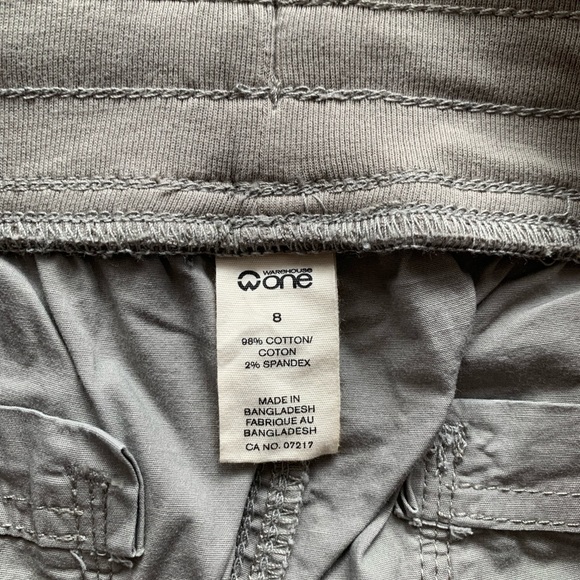 WAREHOUSE
one
8
98% COTTON/
COTON
2% SPANDEX
MADE IN
BANGLADESH
FABRIQUE AU
BANGLADESH
CA NO. 07217